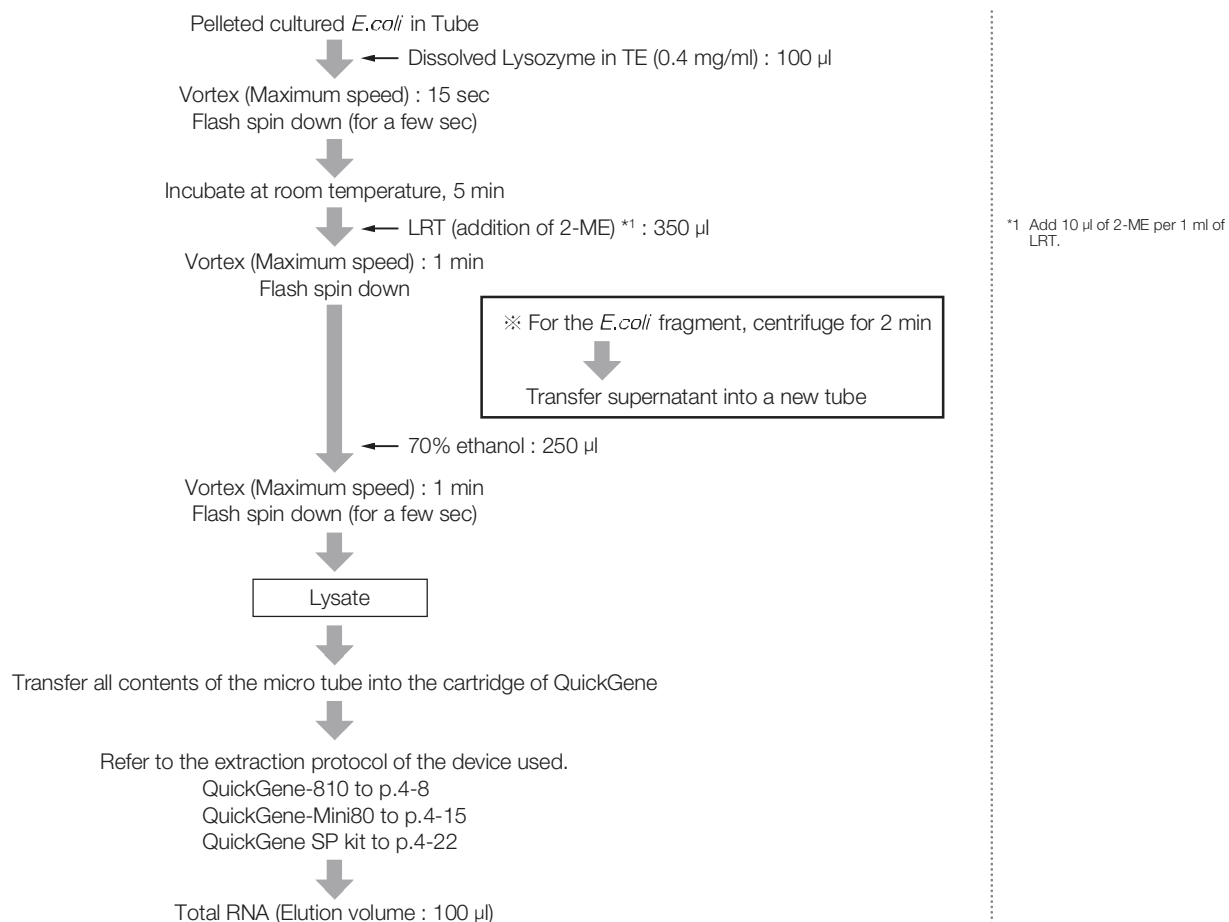 Pelleted cultured E.coli in Tube
Dissolved Lysozyme in TE (0.4 mg/ml) : 100 µl
Vortex (Maximum speed) : 15 sec
Flash spin down (for a few sec)
Incubate at room temperature, 5 min
LRT (addition of 2-ME) *1 : 350 µl
*1 Add 10 µl of 2-ME per 1 ml of
LRT.
Vortex (Maximum speed) : 1 min
Flash spin down
※ For the E.coli fragment, centrifuge for 2 min
Transfer supernatant into a new tube
70% ethanol : 250 µl
Vortex (Maximum speed) : 1 min
Flash spin down (for a few sec)
Lysate
Transfer all contents of the micro tube into the cartridge of QuickGene
Refer to the extraction protocol of the device used.
QuickGene-810 to p.4-8
QuickGene-Mini80 to p.4-15
QuickGene SP kit to p.4-22
Total RNA (Elution volume : 100 µl)